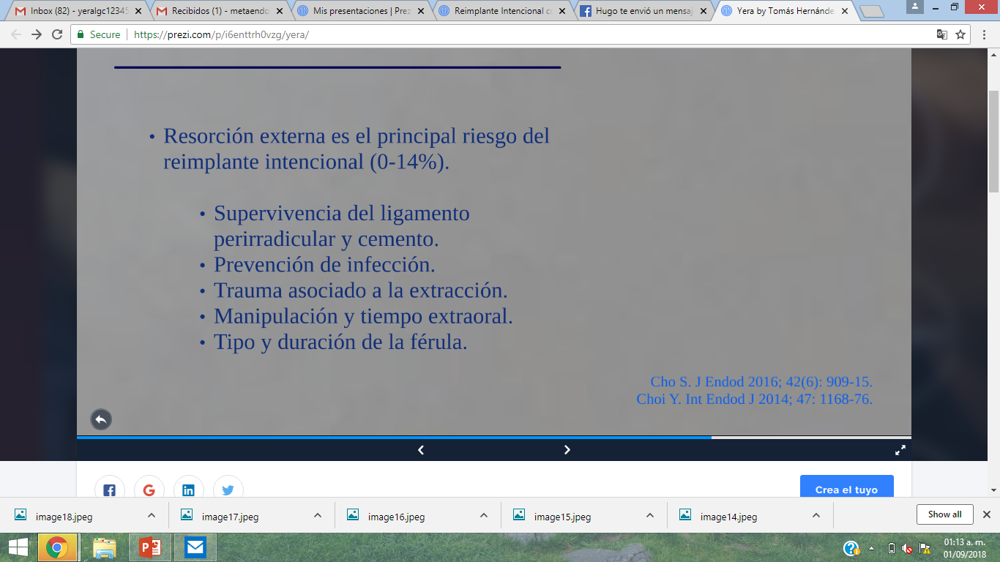 Inbox (82) - yeralgc12345
Recibidos (1) - metaendo
Mis presentaciones | Prez
Reimplante Intencional co
Hugo te envió un mensaj
Yera by Tomás Hernánde
Secure
https://prezi.com/p/i6enttrh0vzg/yera/
• Resorción externa es el principal riesgo del
reimplante intencional (0-14%).
• Supervivencia del ligamento
perirradicular y cemento.
• Prevención de infección.
• Trauma asociado a la extracción.
• Manipulación y tiempo extraoral.
• Tipo y duración de la férula.
Cho S. J Endod 2016; 42(6): 909-15.
Choi Y. Int Endod J 2014; 47: 1168-76.
Crea el tuyo
image18.jpeg
image17.jpeg
image16.jpeg
image15.jpeg
image14.jpeg
Show all
01:13 a. m.
01/09/2018